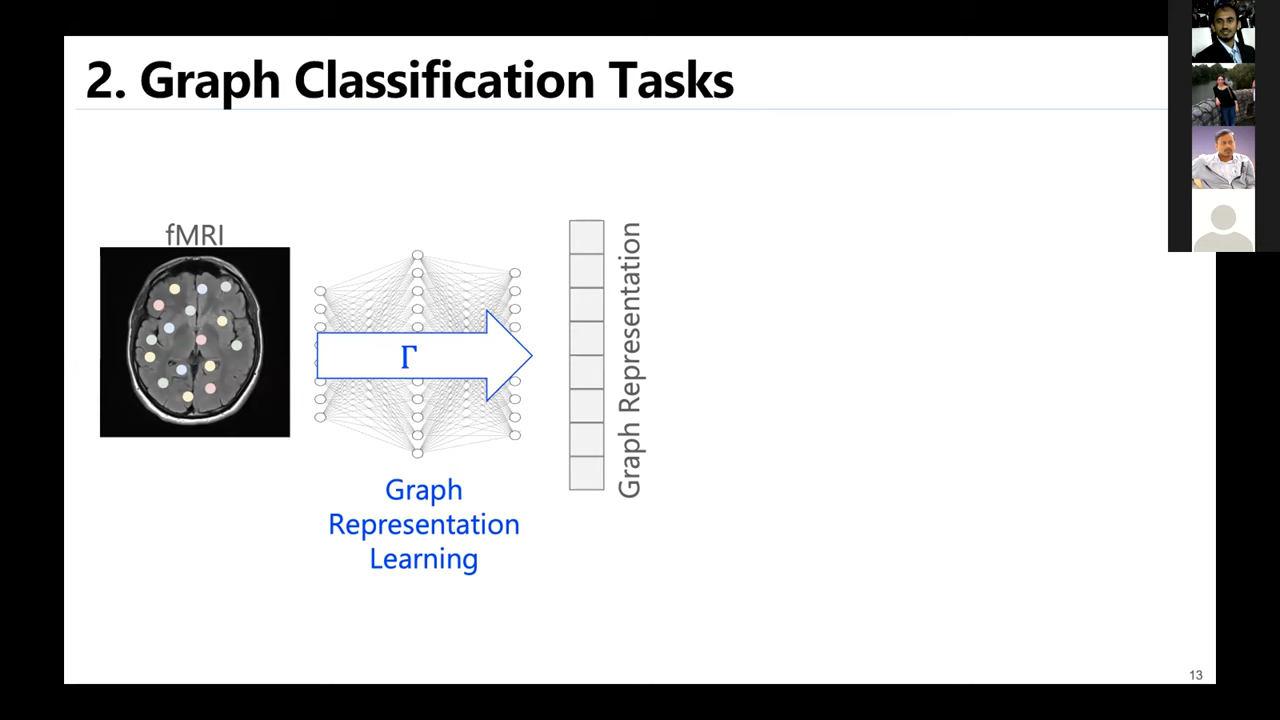 2. Graph Classification Tasks
fMRI
Γ
Graph Representation
Graph
Representation
Learning
13